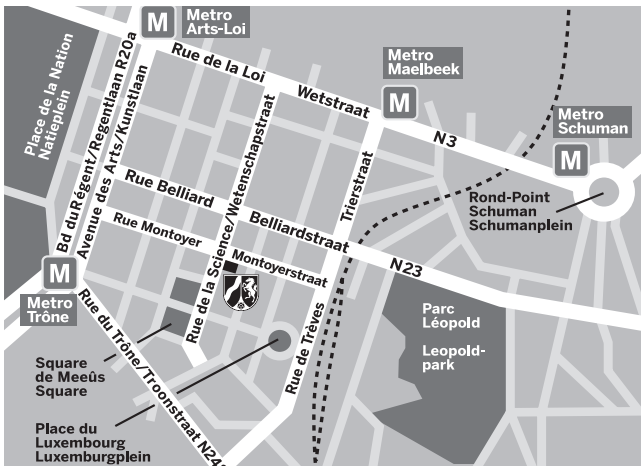 M
Metro
Arts-Loi
Rue de la Loi
Wetstraat
N3
Metro
Maelbeek
M
Metro
Schuman
M
Rond-Point
Schuman
Schumanplein
Place de la Nation
Natieplein
Bd du Régent/Regentlaan R20a
Avenue des Arts/Kunstlaan
Rue de la Science/Wetenschapstraat
Trierstraat
Rue de Trèves
Rue Belliard
Belliardstraat
N23
Rue Montoyer
Montoyerstraat
M
Metro
Trône
Rue du Trône/Troonstraat
Parc
Léopold
Leopold-
park
Square
de Meeûs
Square
Place du
Luxembourg
Luxemburgplein